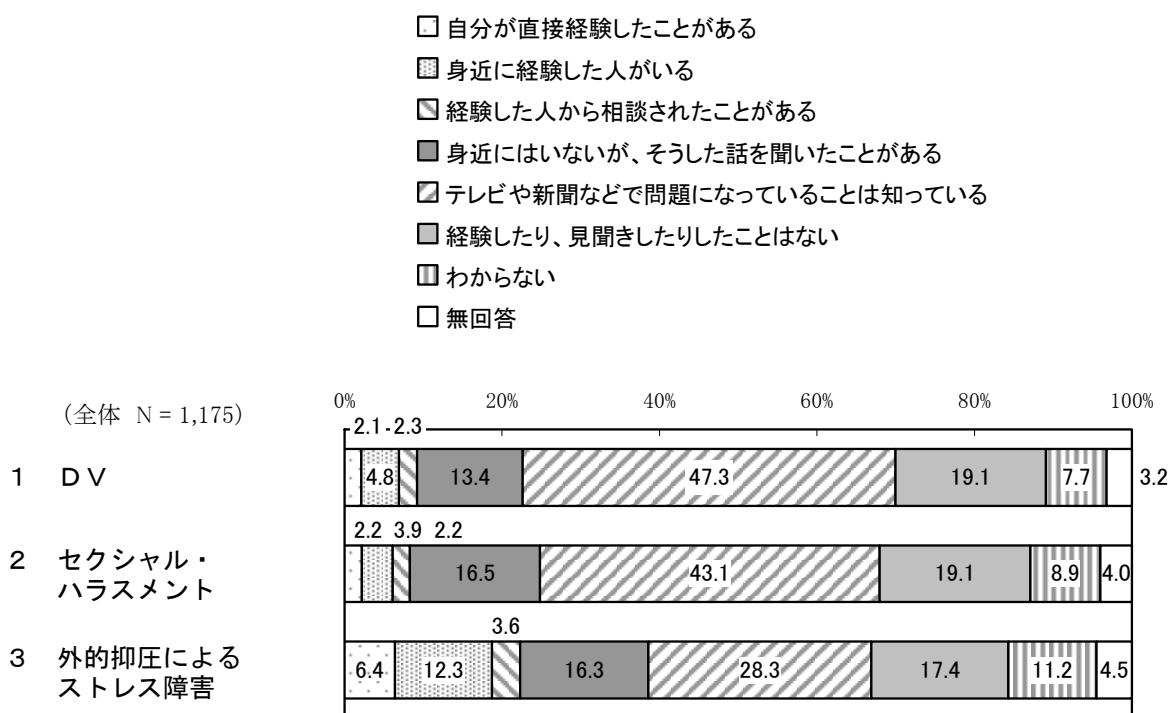 自分が直接経験したことがある
身近に経験した人がいる
経験した人から相談されたことがある
身近にはいないが、そうした話を聞いたことがある
テレビや新聞などで問題になっていることは知っている
経験したり、見聞きしたりしたことはない
わからない
無回答
（全体 N = 1,175）
0% 20% 40% 60% 80% 100%
2.1 2.3
1 ＤＶ 4.8 13.4 47.3 19.1 7.7 3.2
2.2 3.9 2.2
2 セクシャル・
ハラスメント
16.5 43.1 19.1 8.9 4.0
3.6
3 外的抑圧による
ストレス障害
6.4 12.3 16.3 28.3 17.4 11.2 4.5